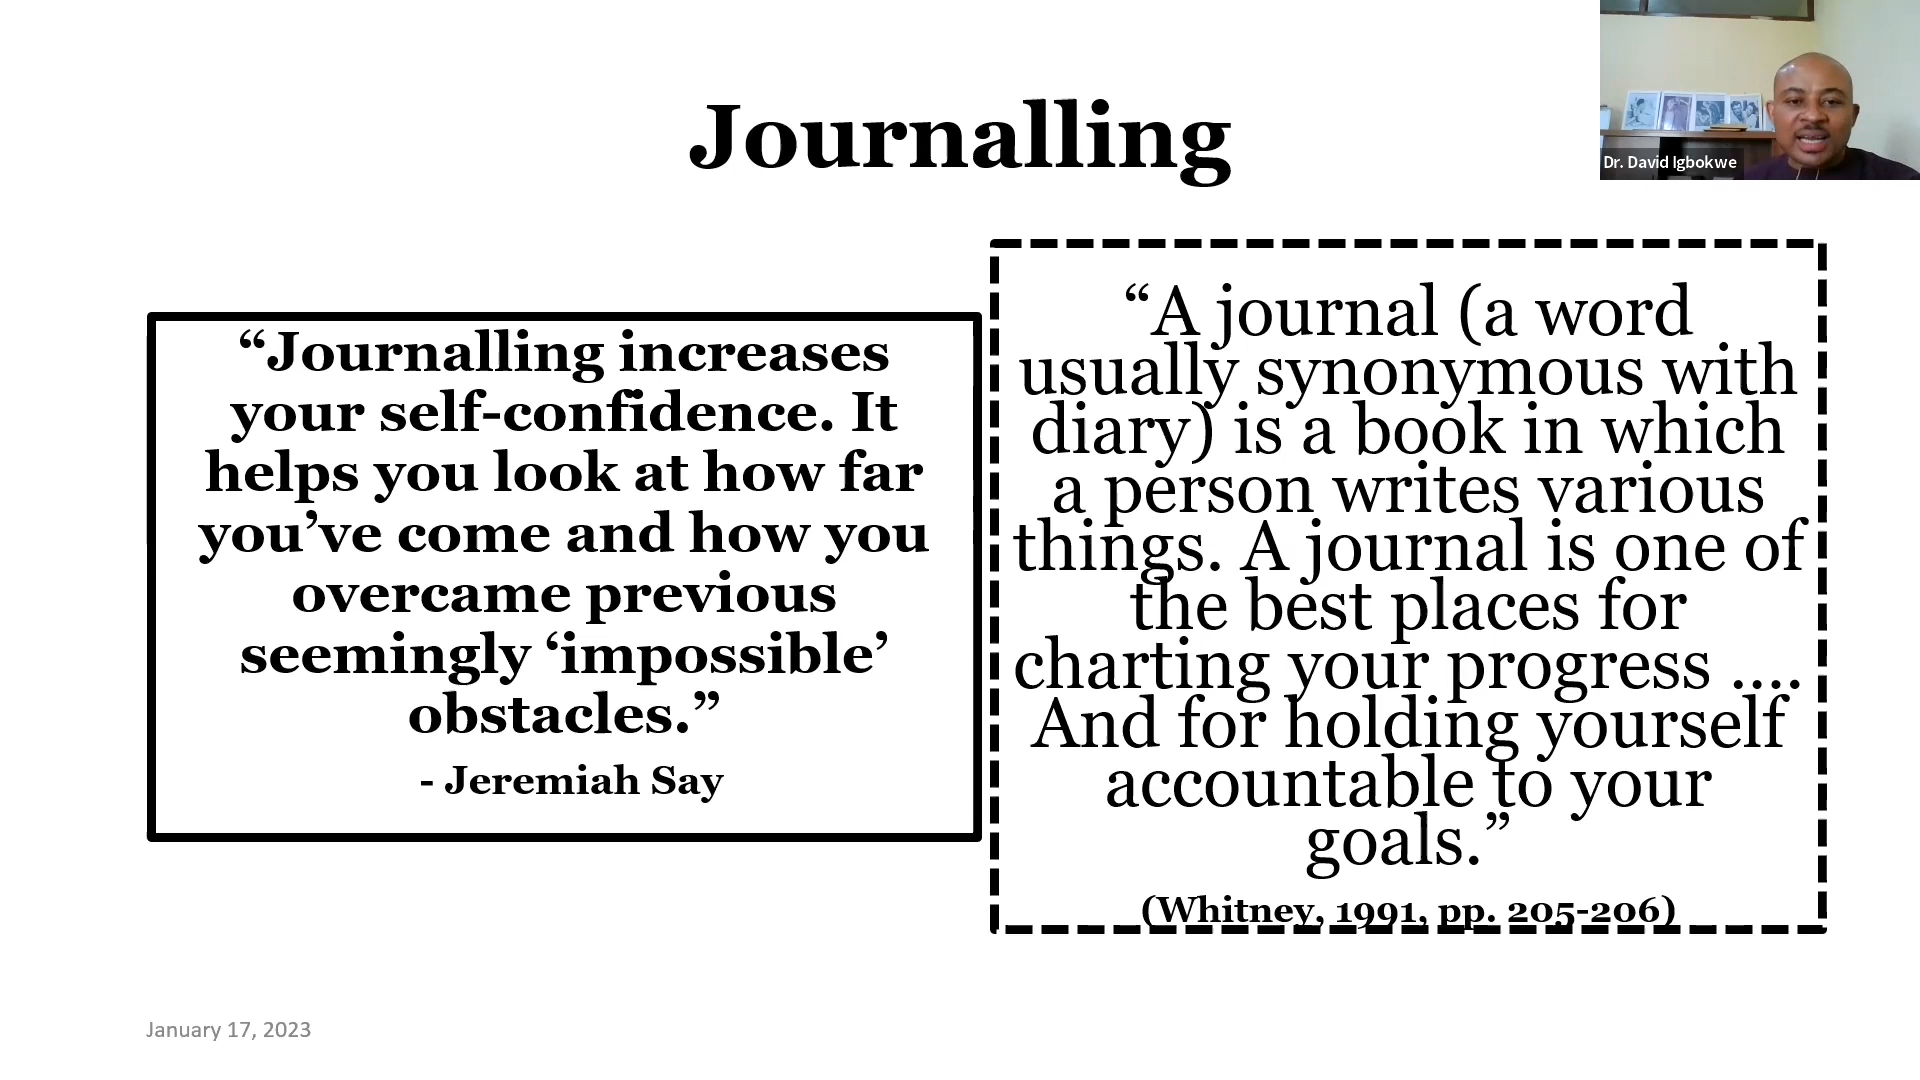 Journalling
Dr. David Igbokwe
“Journalling increases
your self-confidence. It
helps you look at how far
you’ve come and how you
overcame previous
seemingly ‘impossible’
obstacles.”
- Jeremiah Say
“A journal (a word
usually synonymous with
diary) is a book in which
a person writes various
things. A journal is one of
the best places for
charting your progress ....
And for holding yourself
accountable to your
goals.”
(Whitney, 1991, pp. 205-206)
January 17, 2023